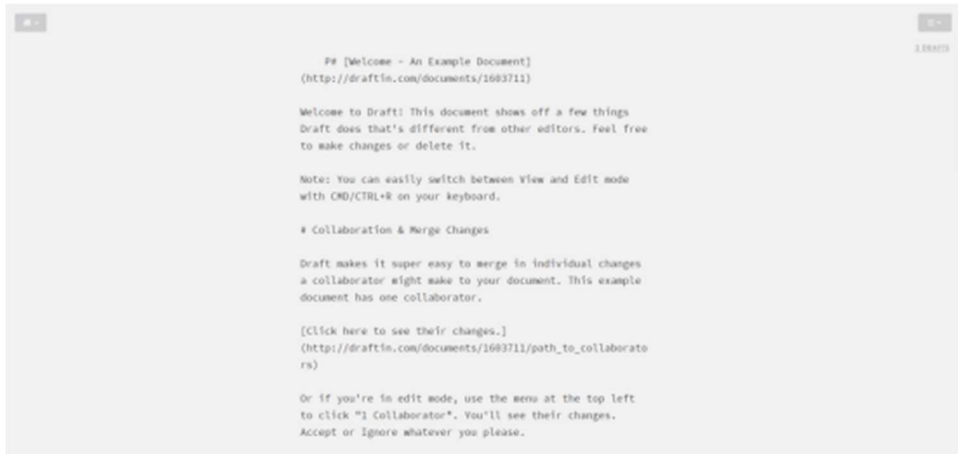 2 DRAFTS
P# [Welcome - An Example Document]
(http://draftin.com/documents/1603711)
Welcome to Draft! This document shows off a few things
Draft does that's different from other editors. Feel free
to make changes or delete it.
Note: You can easily switch between View and Edit mode
with CMD/CTRL+R on your keyboard.
# Collaboration & Merge Changes
Draft makes it super easy to merge in individual changes
a collaborator might make to your document. This example
document has one collaborator.
[Click here to see their changes.]
(http://draftin.com/documents/1603711/path_to_collaborato
rs)
Or if you're in edit mode, use the menu at the top left
to click "1 Collaborator". You'll see their changes.
Accept or Ignore whatever you please.